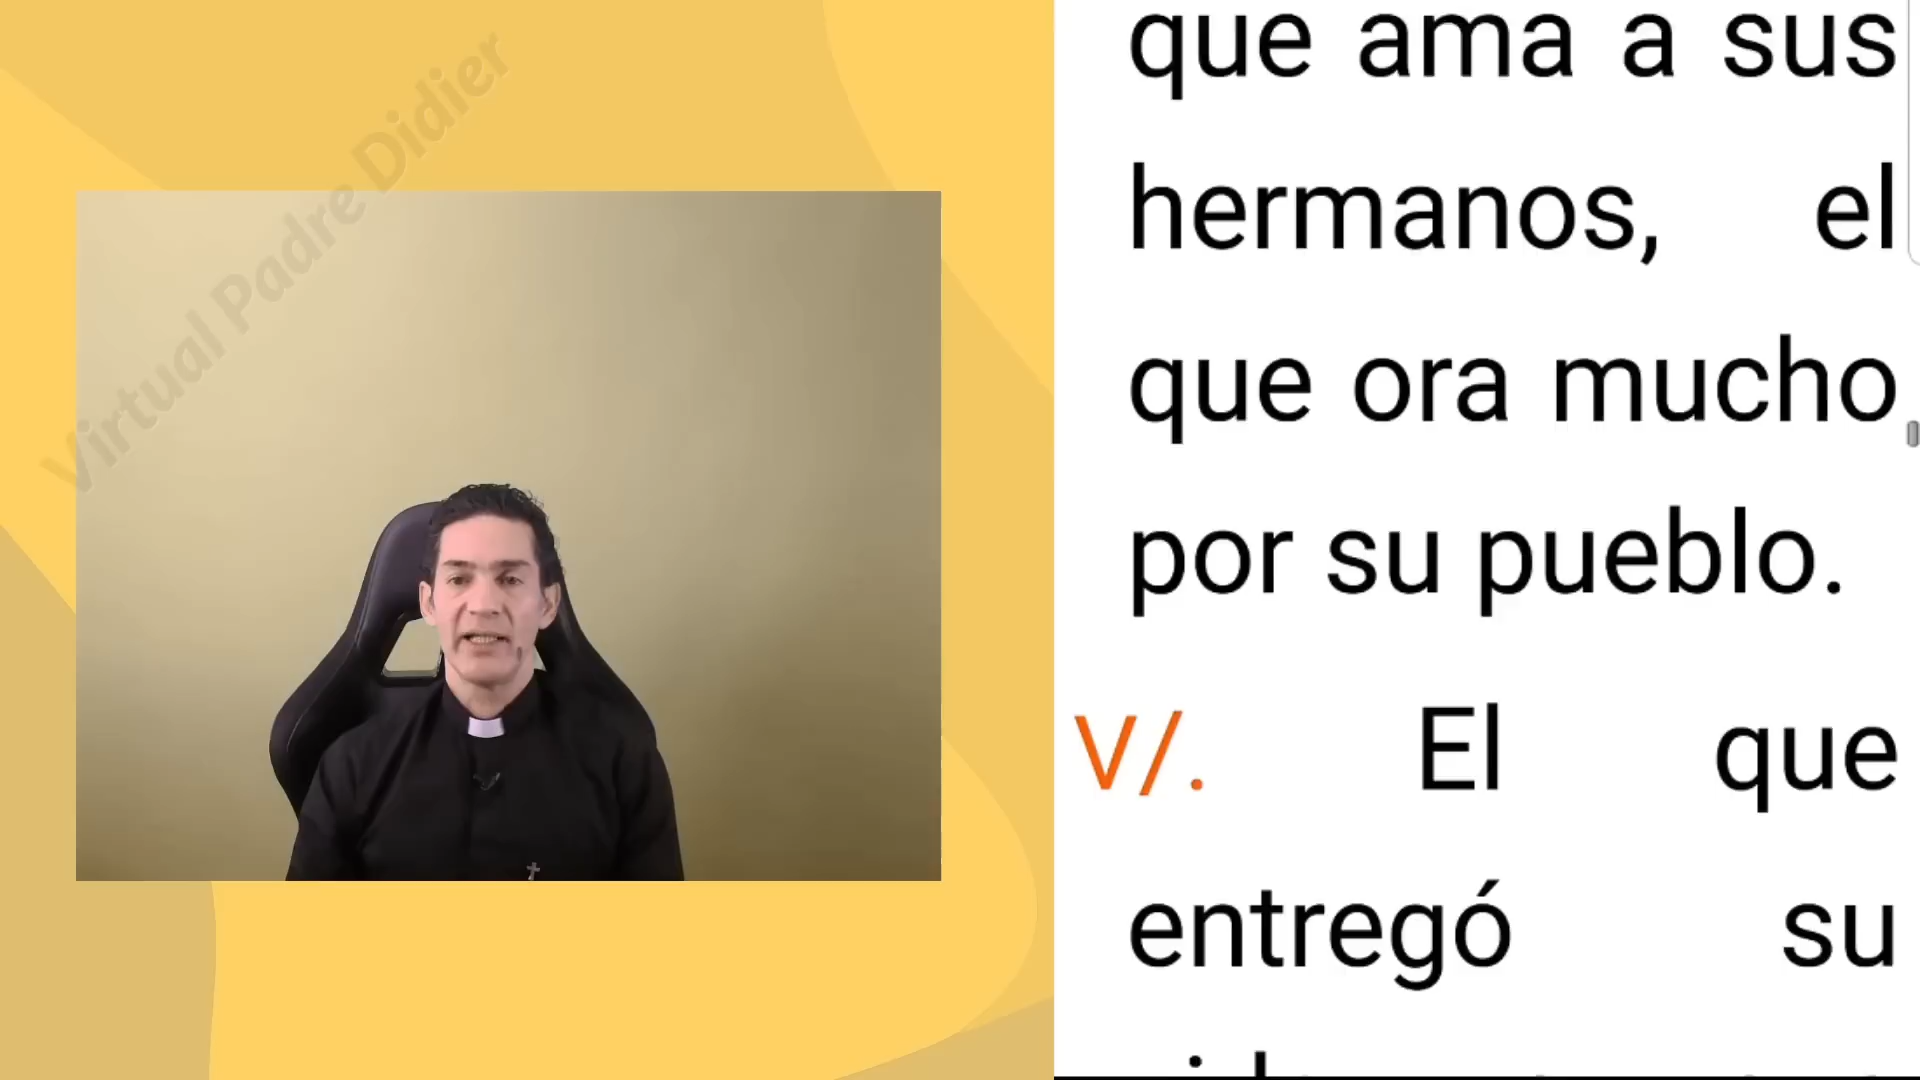 Virtual Padre Didier
que ama a sus
hermanos, el
que ora mucho
por su pueblo.
V/. El que
entregó su